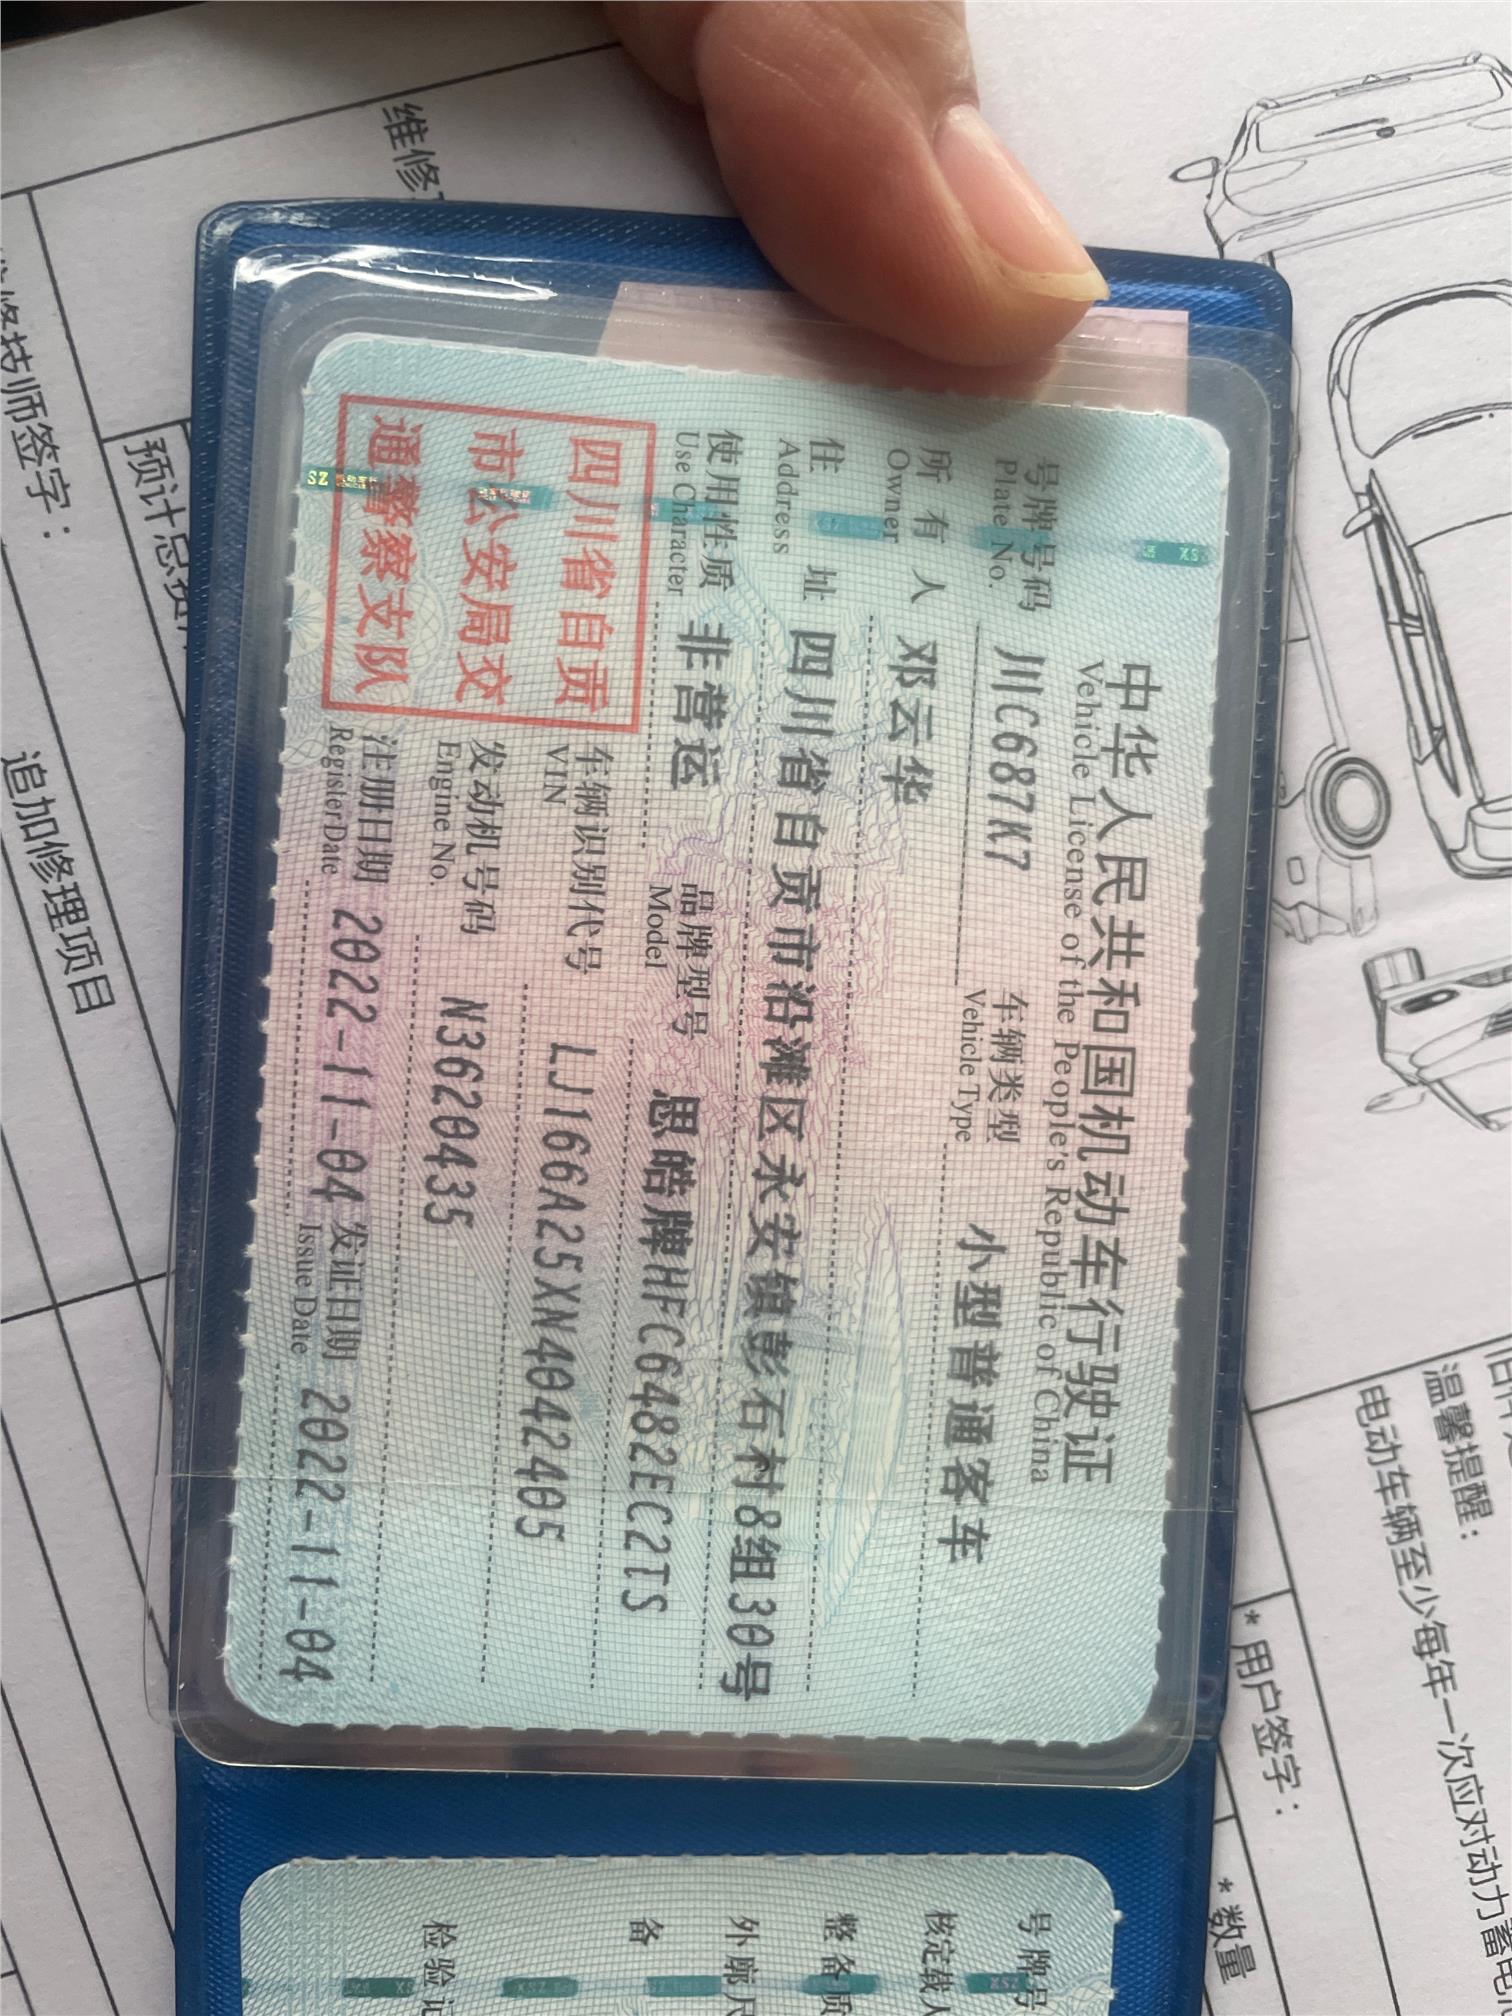 中华人民共和国机动车行驶证
Vehicle License of the People's Republic of China
号牌号码 川C687K7 车辆类型 小型普通客车
Plate No. Vehicle Type
所有人 邓云华
Owner
住址 四川省自贡市沿滩区永安镇彭石村8组30号
Address
使用性质 非营运 品牌型号 思皓牌HFC6482EC2TS
Use Character Model
车辆识别代号 LJ166A25XN4042405
VIN
发动机号码 N3620435
Engine No.
注册日期 2022-11-04 发证日期 2022-11-04
Register Date Issue Date
四川省自贡
市公安局交
通警察支队
号牌号
核定载人
整备质
外廓尺
备
检验记
维修
修技师签字：
预计总费
追加修理项目
温馨提醒：
电动车辆至少每年一次应对动力蓄电
*用户签字：
*数量